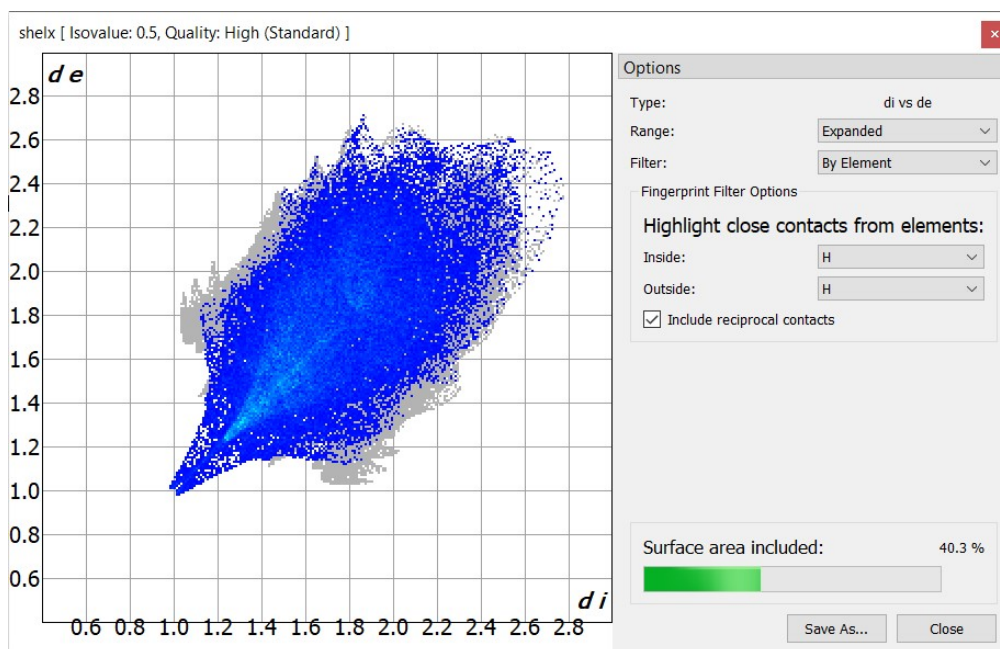 shelx [ Isovalue: 0.5, Quality: High (Standard) ]
×
d e
2.8
2.6
2.4
2.2
2.0
1.8
1.6
1.4
1.2
1.0
0.8
0.6
d i
0.6 0.8 1.0 1.2 1.4 1.6 1.8 2.0 2.2 2.4 2.6 2.8
Options
Type: di vs de
Range: Expanded
Filter: By Element
Fingerprint Filter Options
Highlight close contacts from elements:
Inside: H
Outside: H
Include reciprocal contacts
Surface area included: 40.3 %
Save As... Close